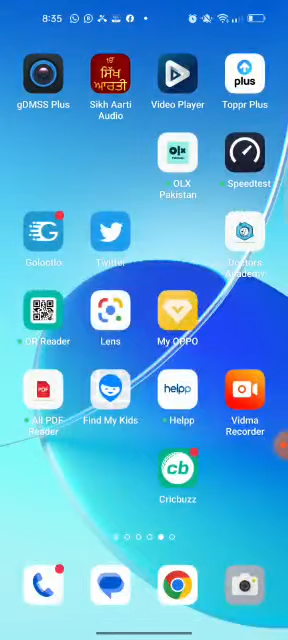 8:35
gDMSS Plus
ੴ
ਸਿੱਖ
ਆਰਤੀ
Sikh Aarti
Audio
Video Player
plus
Toppr Plus
olx
OLX
Pakistan
Speedtest
Golootlo
Twitter
Doctors
Academy
QR Reader
Lens
My OPPO
PDF
All PDF
Reader
Find My Kids
helpp
Helpp
Vidma
Recorder
cb
Cricbuzz